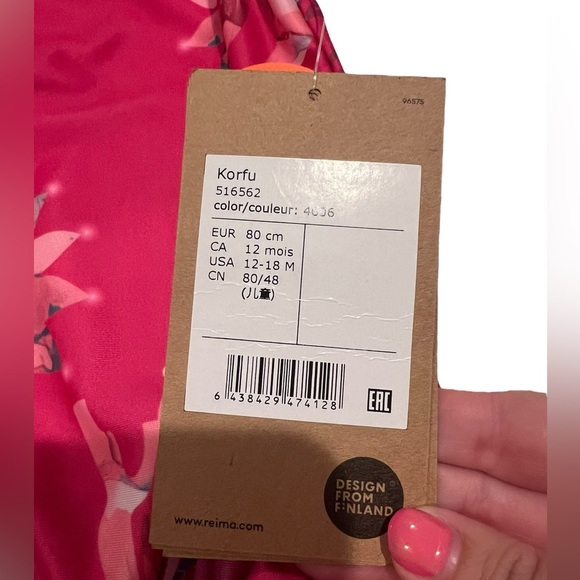 96575
Korfu
516562
color/couleur: 4006
EUR 80 cm
CA 12 mois
USA 12-18 M
CN 80/48
(儿童)
6 438429 474128
EAC
DESIGN
FROM
FINLAND
www.reima.com